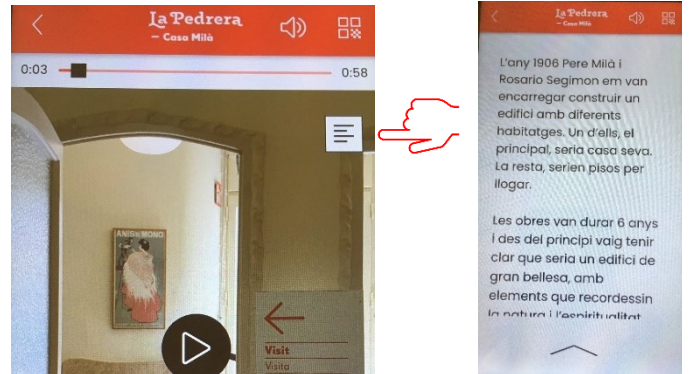 La Pedrera
— Casa Milà
0:03
0:58
ANIS DEL MONO
Visit
Visita
La Pedrera
— Casa Milà
L'any 1906 Pere Milà i
Rosario Segimon em van
encarregar construir un
edifici amb diferents
habitatges. Un d'ells, el
principal, seria casa seva.
La resta, serien pisos per
llogar.
Les obres van durar 6 anys
i des del principi vaig tenir
clar que seria un edifici de
gran bellesa, amb
elements que recordessin
la natura i l'espiritualitat